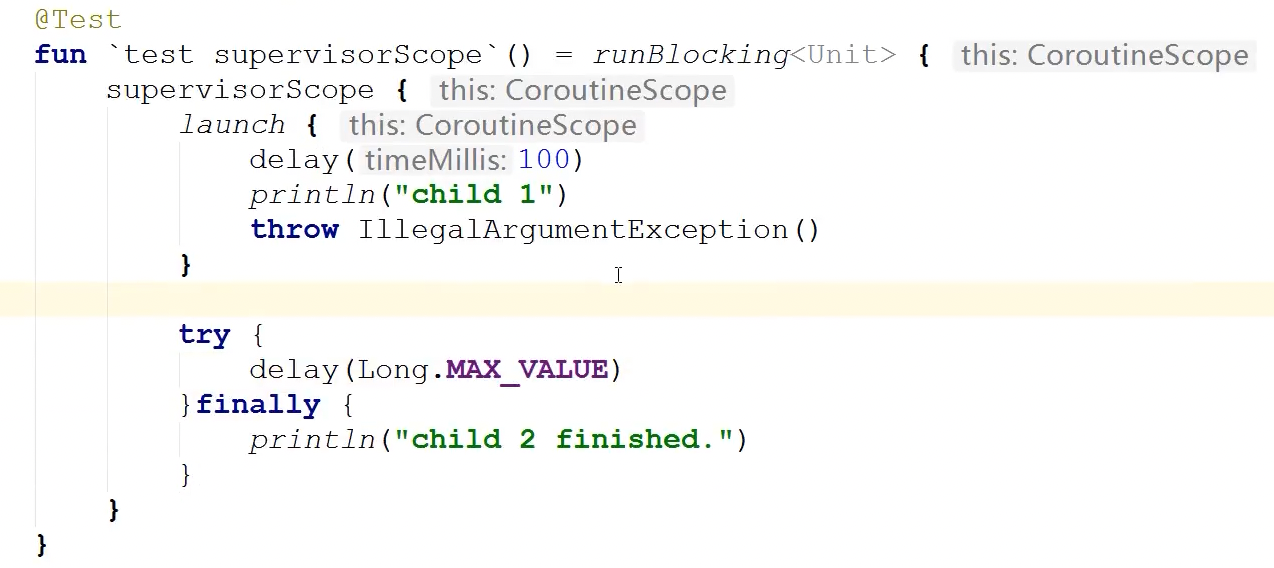 @Test
fun `test supervisorScope`() = runBlocking<Unit> { this: CoroutineScope
supervisorScope { this: CoroutineScope
launch { this: CoroutineScope
delay( timeMillis: 100)
println("child 1")
throw IllegalArgumentException()
}
try {
delay(Long.MAX_VALUE)
}finally {
println("child 2 finished.")
}
}
}